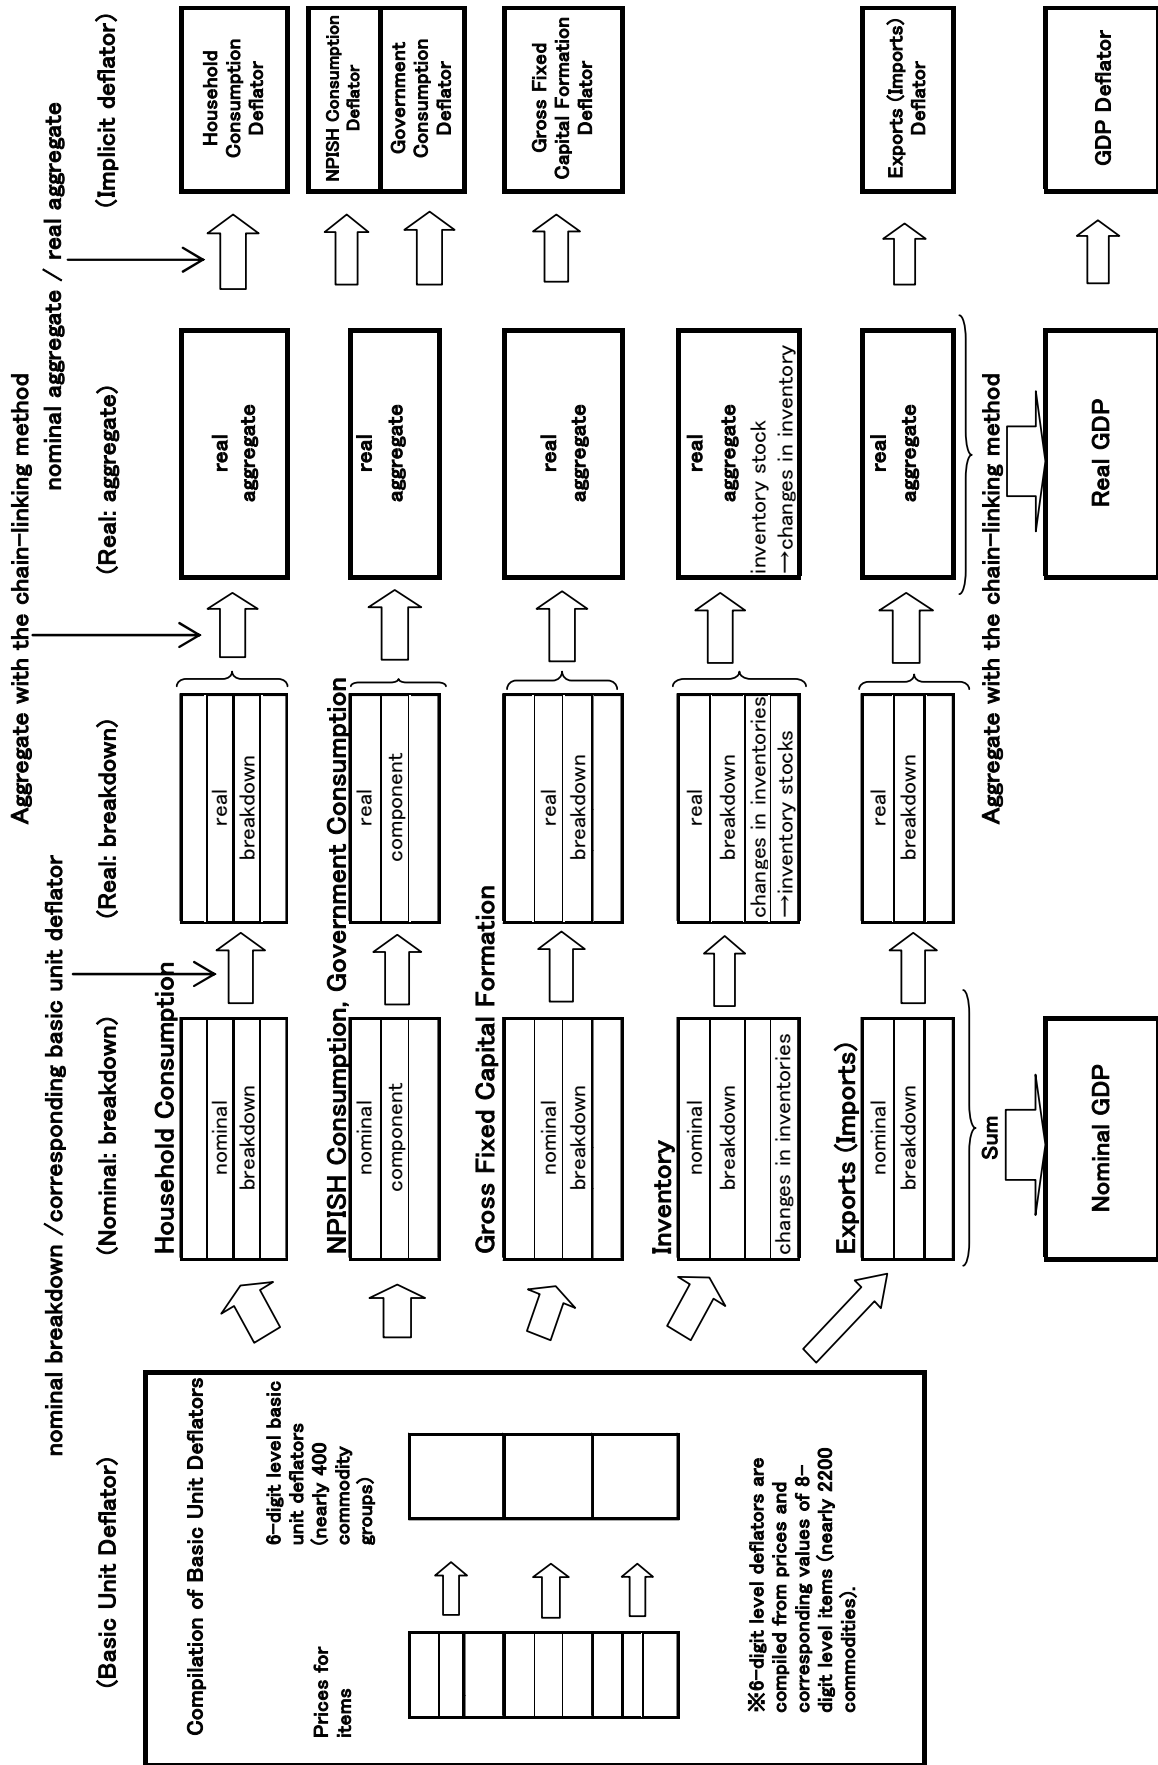 Aggregate with the chain-linking method
nominal breakdown /corresponding basic unit deflator
nominal aggregate / real aggregate
(Basic Unit Deflator)
(Nominal: breakdown)
(Real: breakdown)
(Real: aggregate)
(Implicit deflator)
Compilation of Basic Unit Deflators
Prices for
items
6-digit level basic
unit deflators
(nearly 400
commodity
groups)
※6-digit level deflators are
compiled from prices and
corresponding values of 8-
digit level items (nearly 2200
commodities).
Household Consumption
nominal
breakdown
real
breakdown
real
aggregate
Household
Consumption
Deflator
NPISH Consumption, Government Consumption
nominal
component
real
component
real
aggregate
NPISH Consumption
Deflator
Government
Consumption
Deflator
Gross Fixed Capital Formation
nominal
breakdown
real
breakdown
real
aggregate
Gross Fixed
Capital Formation
Deflator
Inventory
nominal
breakdown
changes in inventories
real
breakdown
changes in inventories
→inventory stocks
real
aggregate
inventory stock
→changes in inventory
Exports (Imports)
nominal
breakdown
real
breakdown
real
aggregate
Exports (Imports)
Deflator
Sum
Aggregate with the chain-linking method
Nominal GDP
Real GDP
GDP Deflator